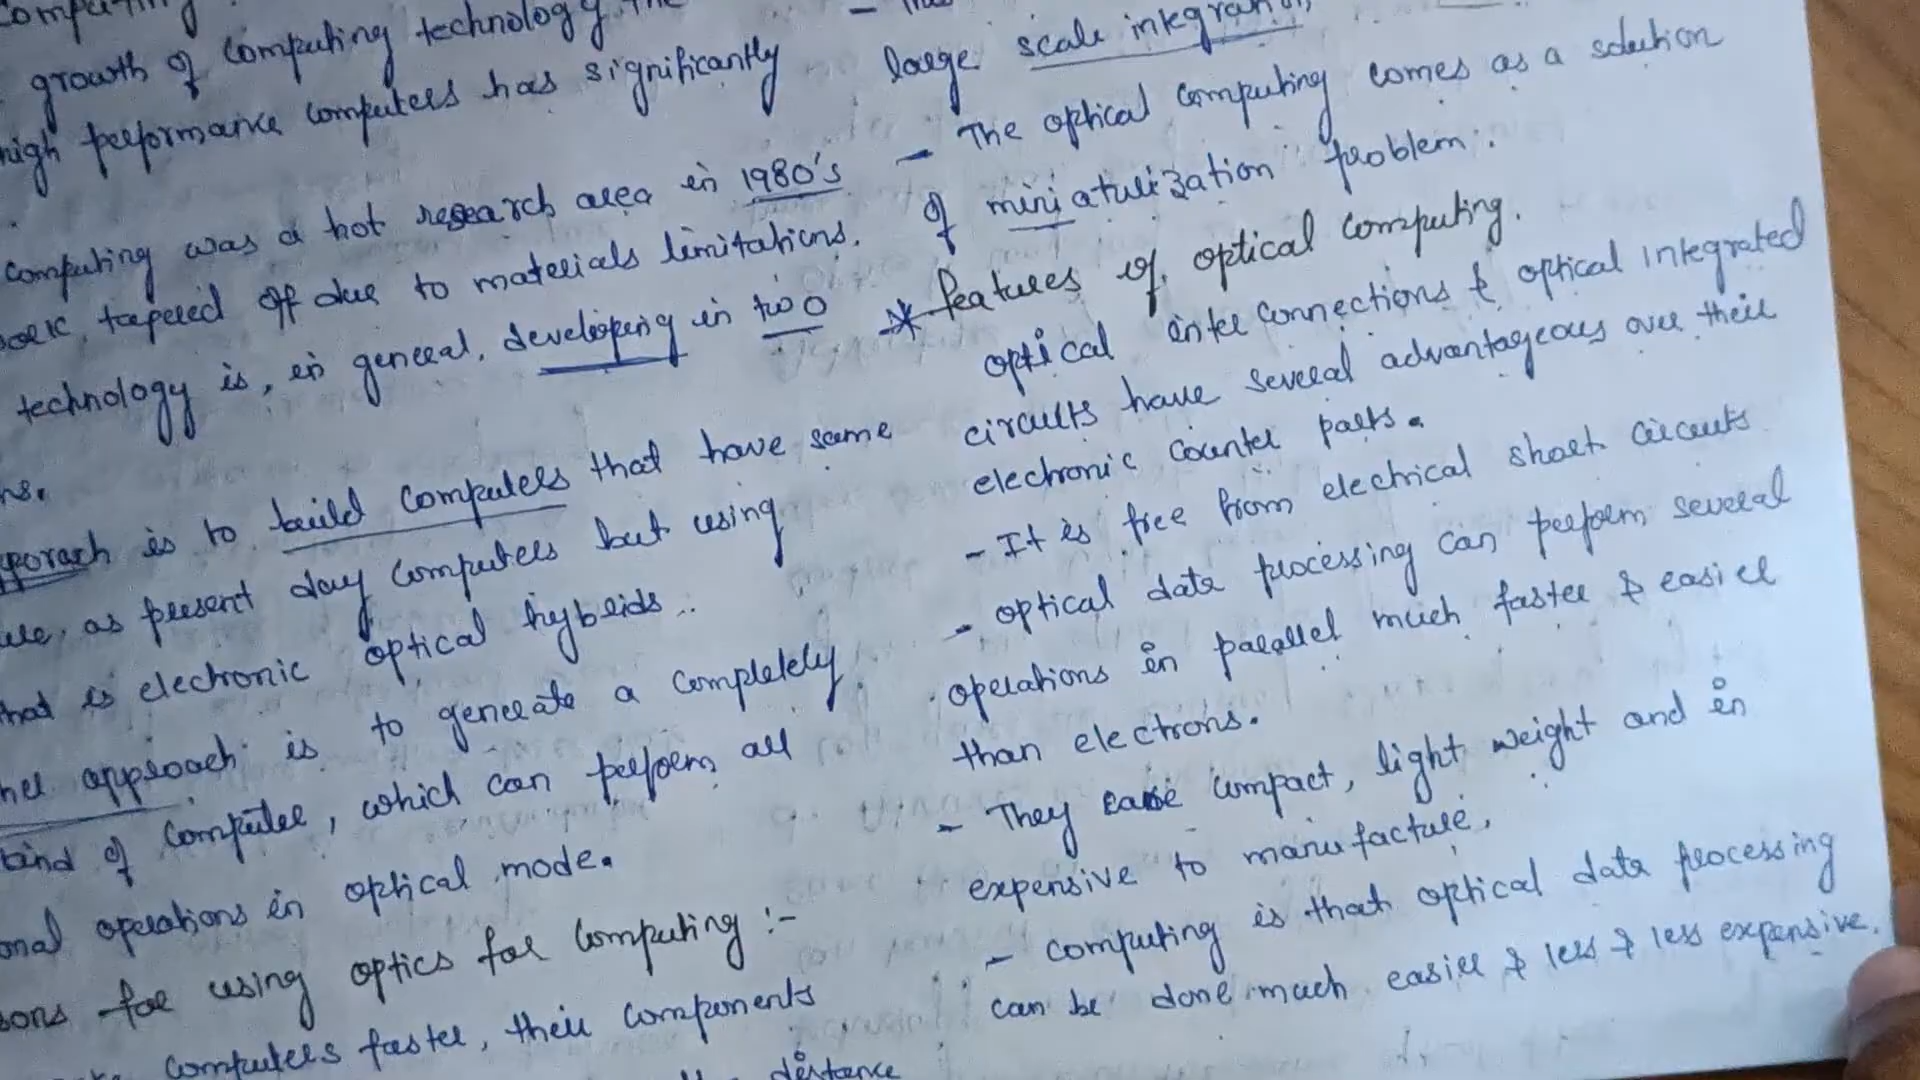 growth of computing technology the
high performance computers has significantly
computing was a hot research area in 1980's
tapered off due to materials limitations.
technology is, in general, developing in two
ns.
pporach is to build computers that have same
as present day computers but using
that is electronic optical hybrids.
approach is to generate a completely
kind of computer, which can perform all
onal operations in optical mode.
sons for using optics for computing :-
computers faster, their components
distance
large scale integration
- The optical computing comes as a solution
of miniaturization problem.
* features of optical computing.
optical inter connections & optical integrated
circuits have several advantageous over their
electronic counter parts.
- It is free from electrical short circuits
- optical data processing can perform several
operations in parallel much faster & easier
than electrons.
- They are compact, light weight and in
expensive to manufacture.
- computing is that optical data processing
can be done much easier & less & less expensive.